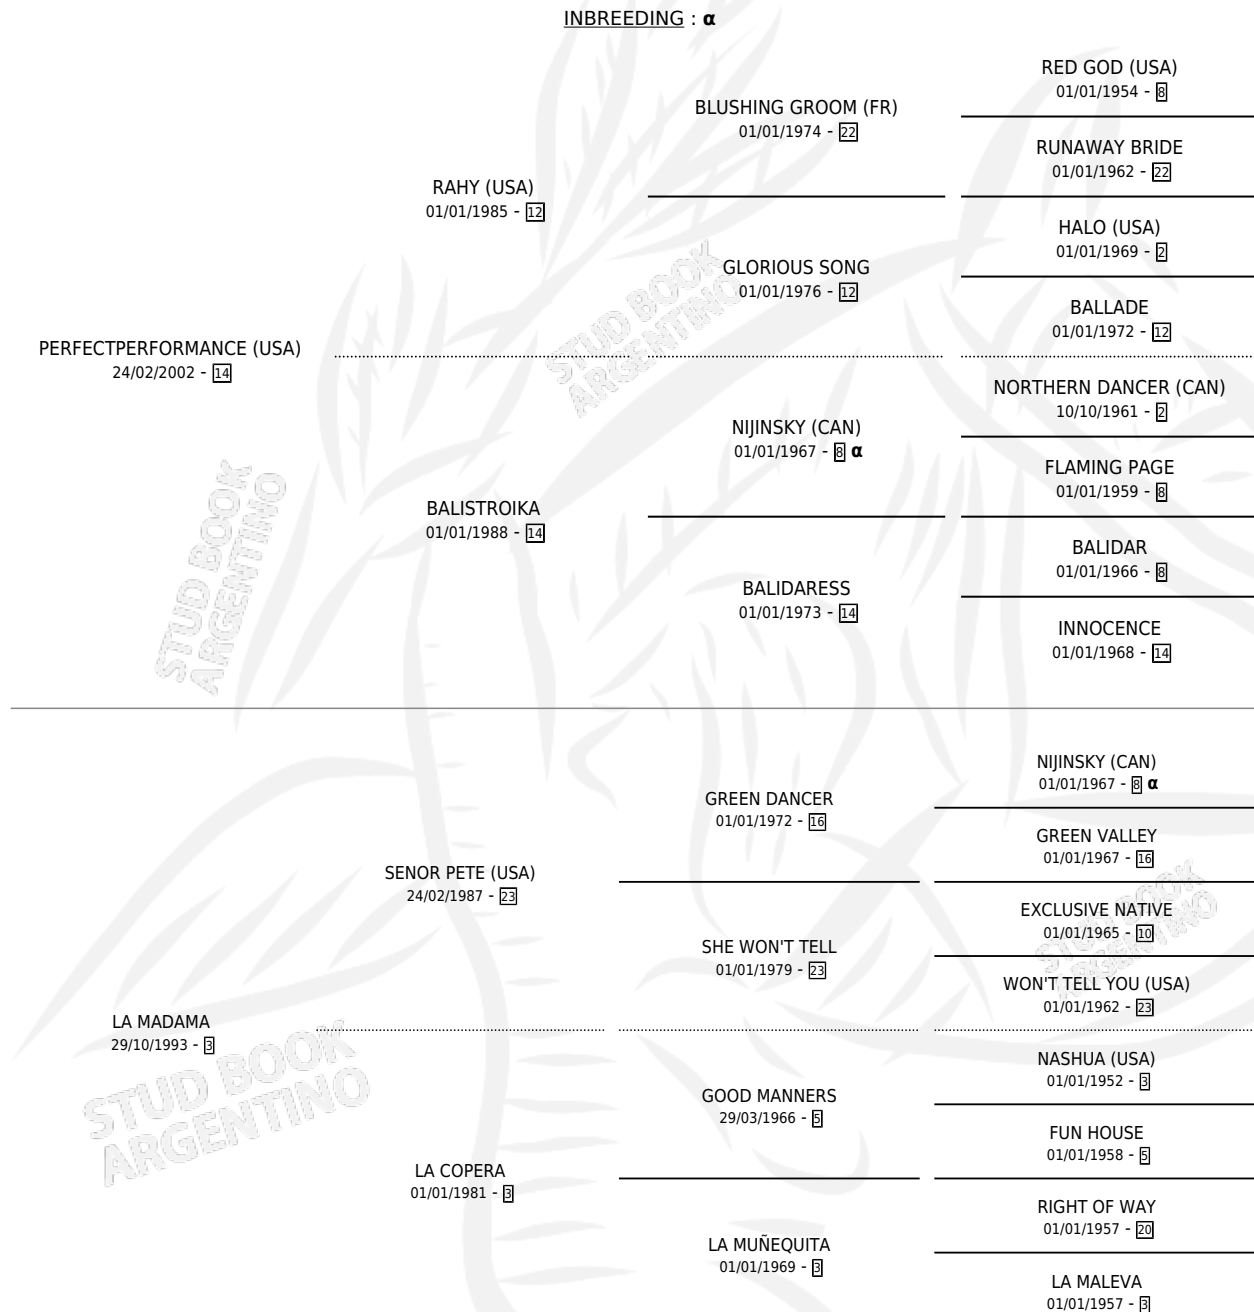 INBREEDING : α
RED GOD (USA)
01/01/1954 - 8
BLUSHING GROOM (FR)
01/01/1974 - 22
RUNAWAY BRIDE
01/01/1962 - 22
RAHY (USA)
01/01/1985 - 12
HALO (USA)
01/01/1969 - 2
GLORIOUS SONG
01/01/1976 - 12
BALLADE
01/01/1972 - 12
STUD BOOK
ARGENTINO
PERFECTPERFORMANCE (USA)
24/02/2002 - 14
NORTHERN DANCER (CAN)
10/10/1961 - 2
NIJINSKY (CAN)
01/01/1967 - 8 α
FLAMING PAGE
01/01/1959 - 8
BALISTROIKA
01/01/1988 - 14
BALIDAR
01/01/1966 - 8
BALIDARESS
01/01/1973 - 14
INNOCENCE
01/01/1968 - 14
STUD BOOK
ARGENTINO
NIJINSKY (CAN)
01/01/1967 - 8 α
GREEN DANCER
01/01/1972 - 16
GREEN VALLEY
01/01/1967 - 16
SENOR PETE (USA)
24/02/1987 - 23
EXCLUSIVE NATIVE
01/01/1965 - 10
SHE WON'T TELL
01/01/1979 - 23
WON'T TELL YOU (USA)
01/01/1962 - 23
STUD BOOK
ARGENTINO
LA MADAMA
29/10/1993 - 3
NASHUA (USA)
01/01/1952 - 3
GOOD MANNERS
29/03/1966 - 5
FUN HOUSE
01/01/1958 - 5
STUD BOOK
ARGENTINO
LA COPERA
01/01/1981 - 3
RIGHT OF WAY
01/01/1957 - 20
LA MUÑEQUITA
01/01/1969 - 3
LA MALEVA
01/01/1957 - 3